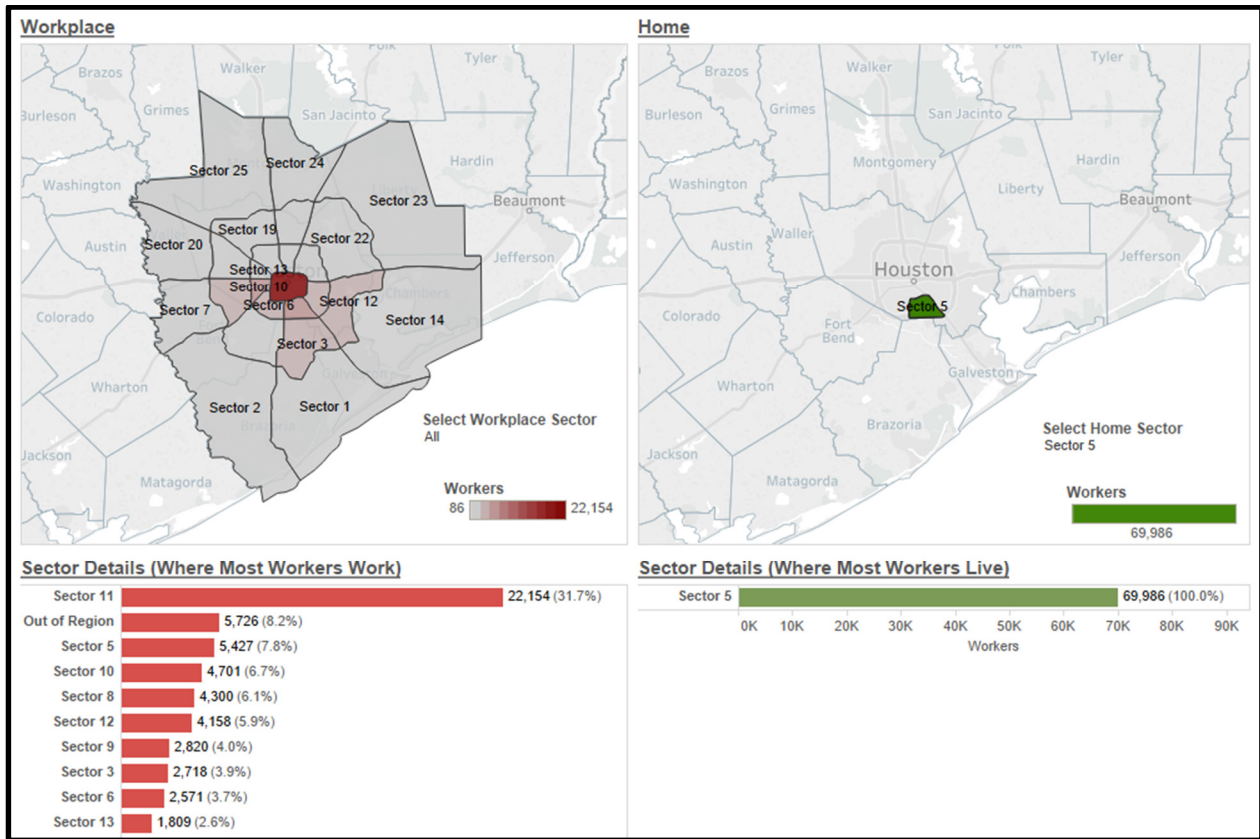 Workplace
Polk
Tyler
Brazos
Walker
Grimes
San Jacinto
Burleson
Hardin
Sector 25
Sector 24
Washington
Liberty
Sector 23
Beaumont
Sector 19
Sector 22
Austin
Sector 20
Waller
Jefferson
Sector 13
Sector 10
Chambers
Sector 7
Sector 6
Sector 12
Sector 14
Colorado
Sector 3
Wharton
Galveston
Sector 2
Sector 1
Brazoria
Select Workplace Sector
All
Jackson
Matagorda
Workers
86
22,154
Home
Polk
Tyler
Brazos
Walker
Grimes
San Jacinto
Burleson
Hardin
Montgomery
Washington
Liberty
Beaumont
Austin
Waller
Jefferson
Houston
Chambers
Sector 5
Colorado
Fort
Bend
Galveston
Wharton
Brazoria
Select Home Sector
Sector 5
Jackson
Matagorda
Workers
69,986
Sector Details (Where Most Workers Work)
Sector 11 22,154 (31.7%)
Out of Region 5,726 (8.2%)
Sector 5 5,427 (7.8%)
Sector 10 4,701 (6.7%)
Sector 8 4,300 (6.1%)
Sector 12 4,158 (5.9%)
Sector 9 2,820 (4.0%)
Sector 3 2,718 (3.9%)
Sector 6 2,571 (3.7%)
Sector 13 1,809 (2.6%)
Sector Details (Where Most Workers Live)
Sector 5 69,986 (100.0%)
0K 10K 20K 30K 40K 50K 60K 70K 80K 90K
Workers